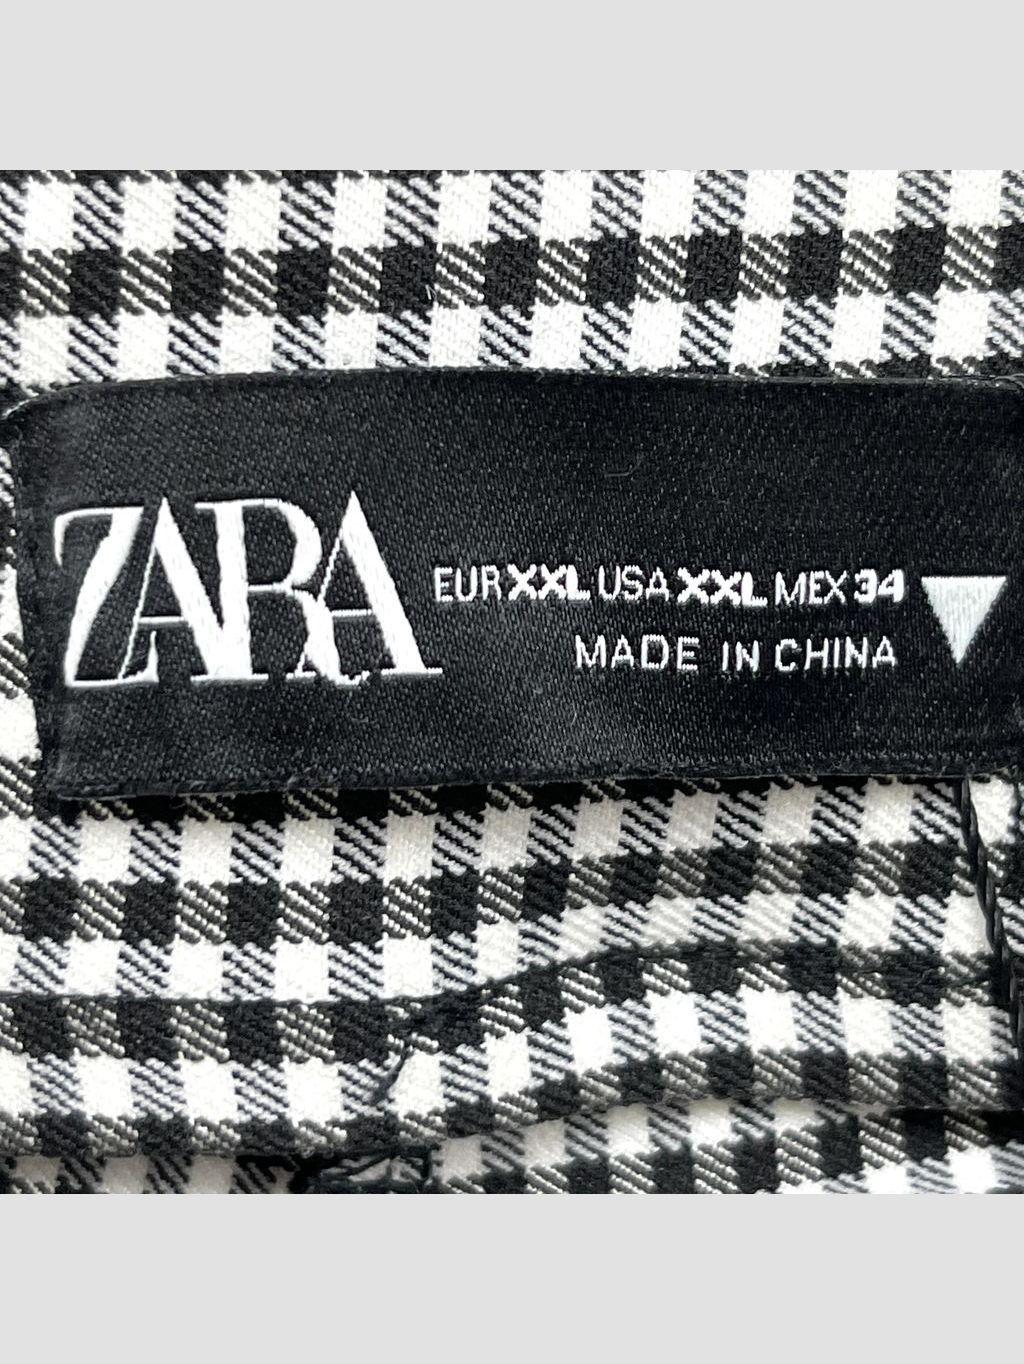 ZARA
EUR XXL USA XXL MEX 34
MADE IN CHINA